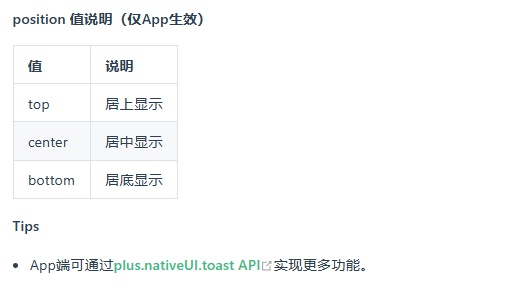 position 值说明（仅App生效）
值 说明
top 居上显示
center 居中显示
bottom 居底显示
Tips
App端可通过plus.nativeUI.toast API实现更多功能。